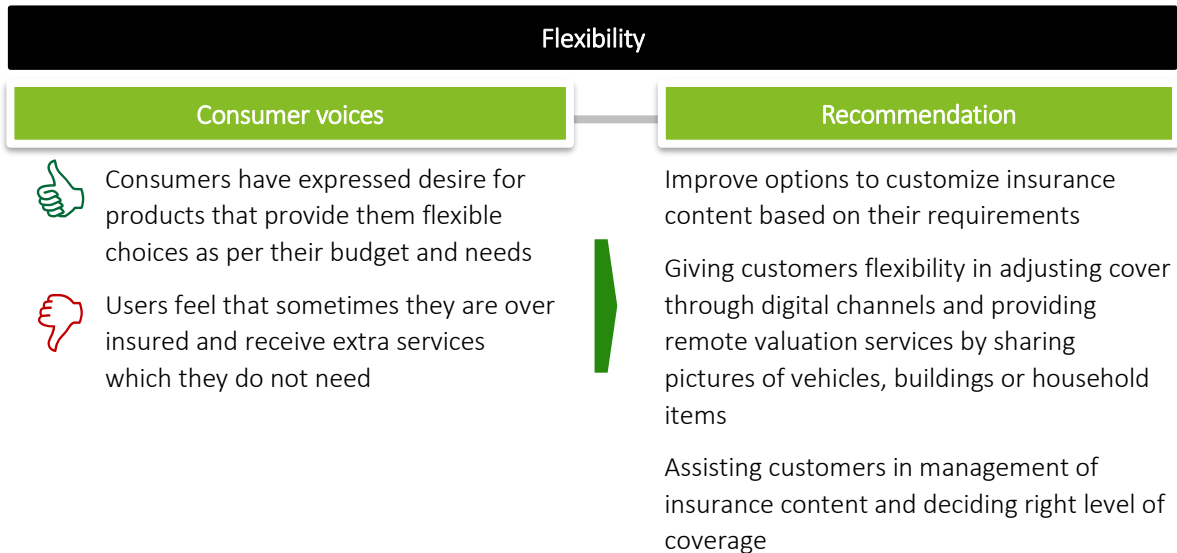 Flexibility
Consumer voices
Consumers have expressed desire for
products that provide them flexible
choices as per their budget and needs
Users feel that sometimes they are over
insured and receive extra services
which they do not need
Recommendation
Improve options to customize insurance
content based on their requirements
Giving customers flexibility in adjusting cover
through digital channels and providing
remote valuation services by sharing
pictures of vehicles, buildings or household
items
Assisting customers in management of
insurance content and deciding right level of
coverage